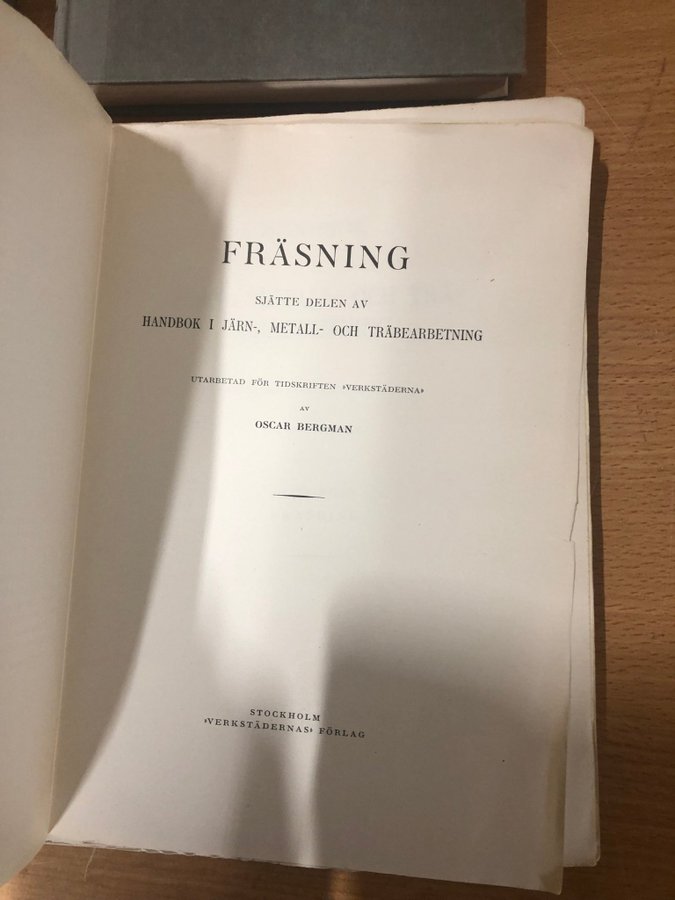 FRÄSNING
SJÄTTE DELEN AV
HANDBOK I JÄRN-, METALL- OCH TRÄBEARBETNING
UTARBETAD FÖR TIDSKRIFTEN »VERKSTÄDERNA»
AV
OSCAR BERGMAN
STOCKHOLM
»VERKSTÄDERNAS» FÖRLAG